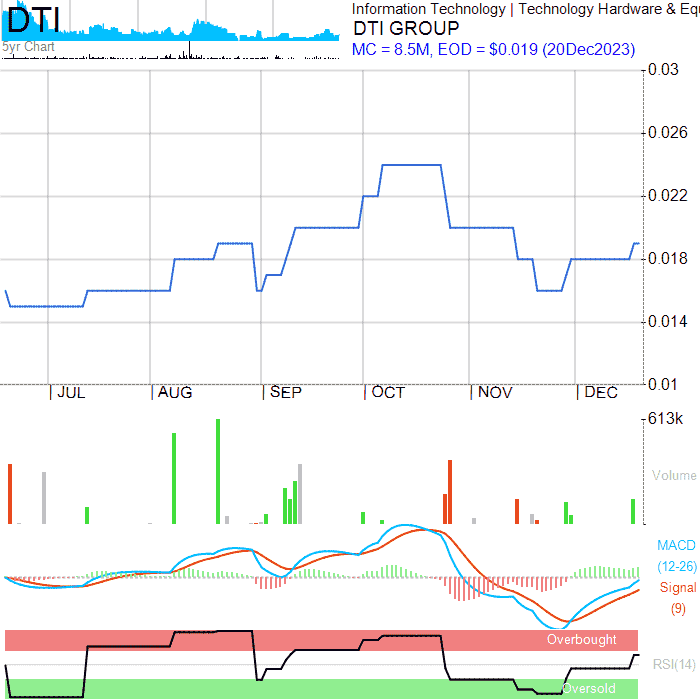 DTI
5yr Chart
Information Technology | Technology Hardware & Equ
DTI GROUP
MC = 8.5M, EOD = $0.019 (20Dec2023)
0.03
0.026
0.022
0.018
0.014
0.01
JUL
AUG
SEP
OCT
NOV
DEC
613k
Volume
MACD
(12-26)
Signal
(9)
Overbought
RSI(14)
Oversold